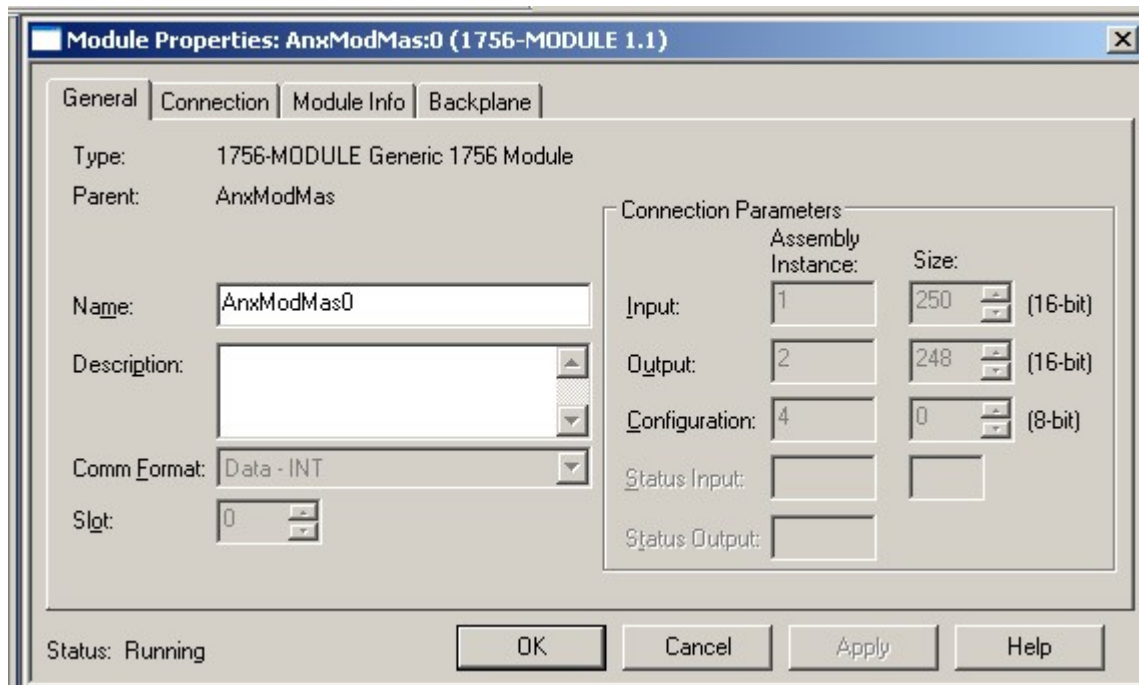 Module Properties: AnxModMas:0 (1756-MODULE 1.1)
General Connection Module Info Backplane
Type: 1756-MODULE Generic 1756 Module
Parent: AnxModMas
Name: AnxModMas0
Description:
Comm Format: Data - INT
Slot: 0
Connection Parameters
Assembly
Instance: Size:
Input: 1 250 (16-bit)
Output: 2 248 (16-bit)
Configuration: 4 0 (8-bit)
Status Input:
Status Output:
Status: Running
OK Cancel Apply Help